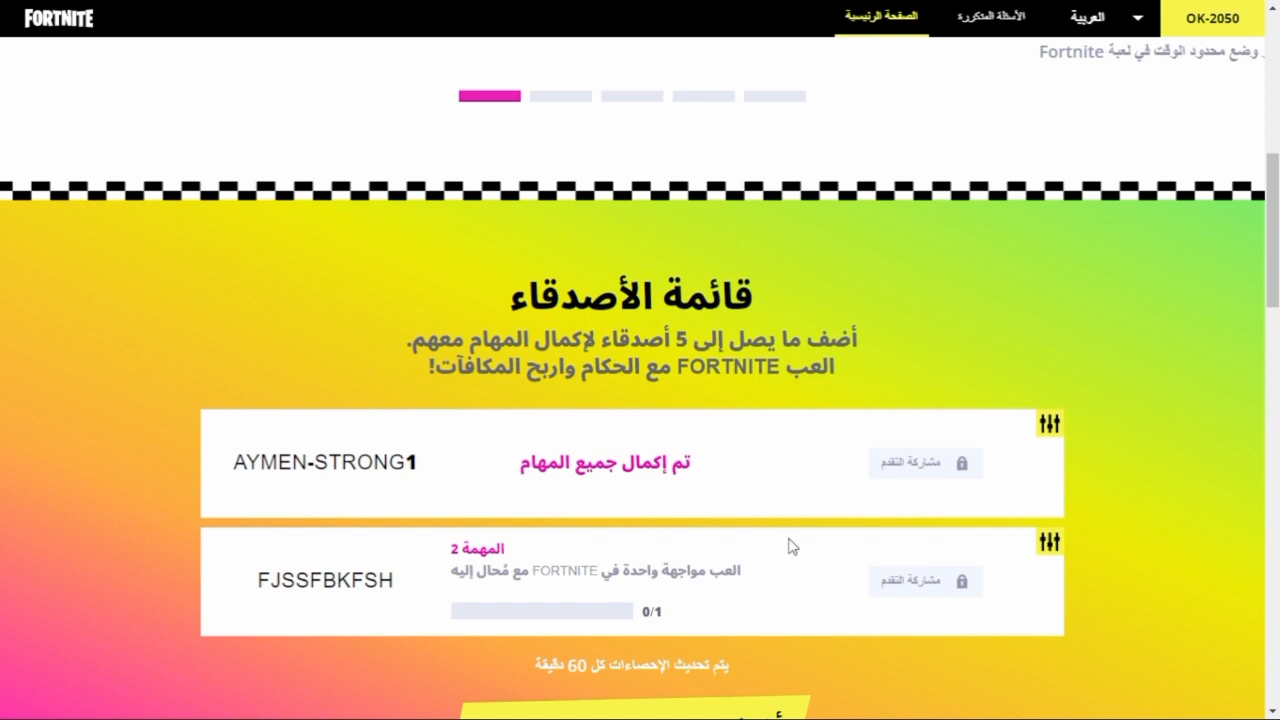 FORTNITE
الصفحة الرئيسية
الأسئلة المتكررة
العربية
OK-2050
وضع محدود الوقت في لعبة Fortnite
قائمة الأصدقاء
أضف ما يصل إلى 5 أصدقاء لإكمال المهام معهم.
العب FORTNITE مع الحكام واربح المكافآت!
AYMEN-STRONG1
تم إكمال جميع المهام
مشاركة التقدم
FJSSFBKFSH
المهمة 2
العب مواجهة واحدة في FORTNITE مع مُحال إليه
0/1
مشاركة التقدم
يتم تحديث الإحصاءات كل 60 دقيقة